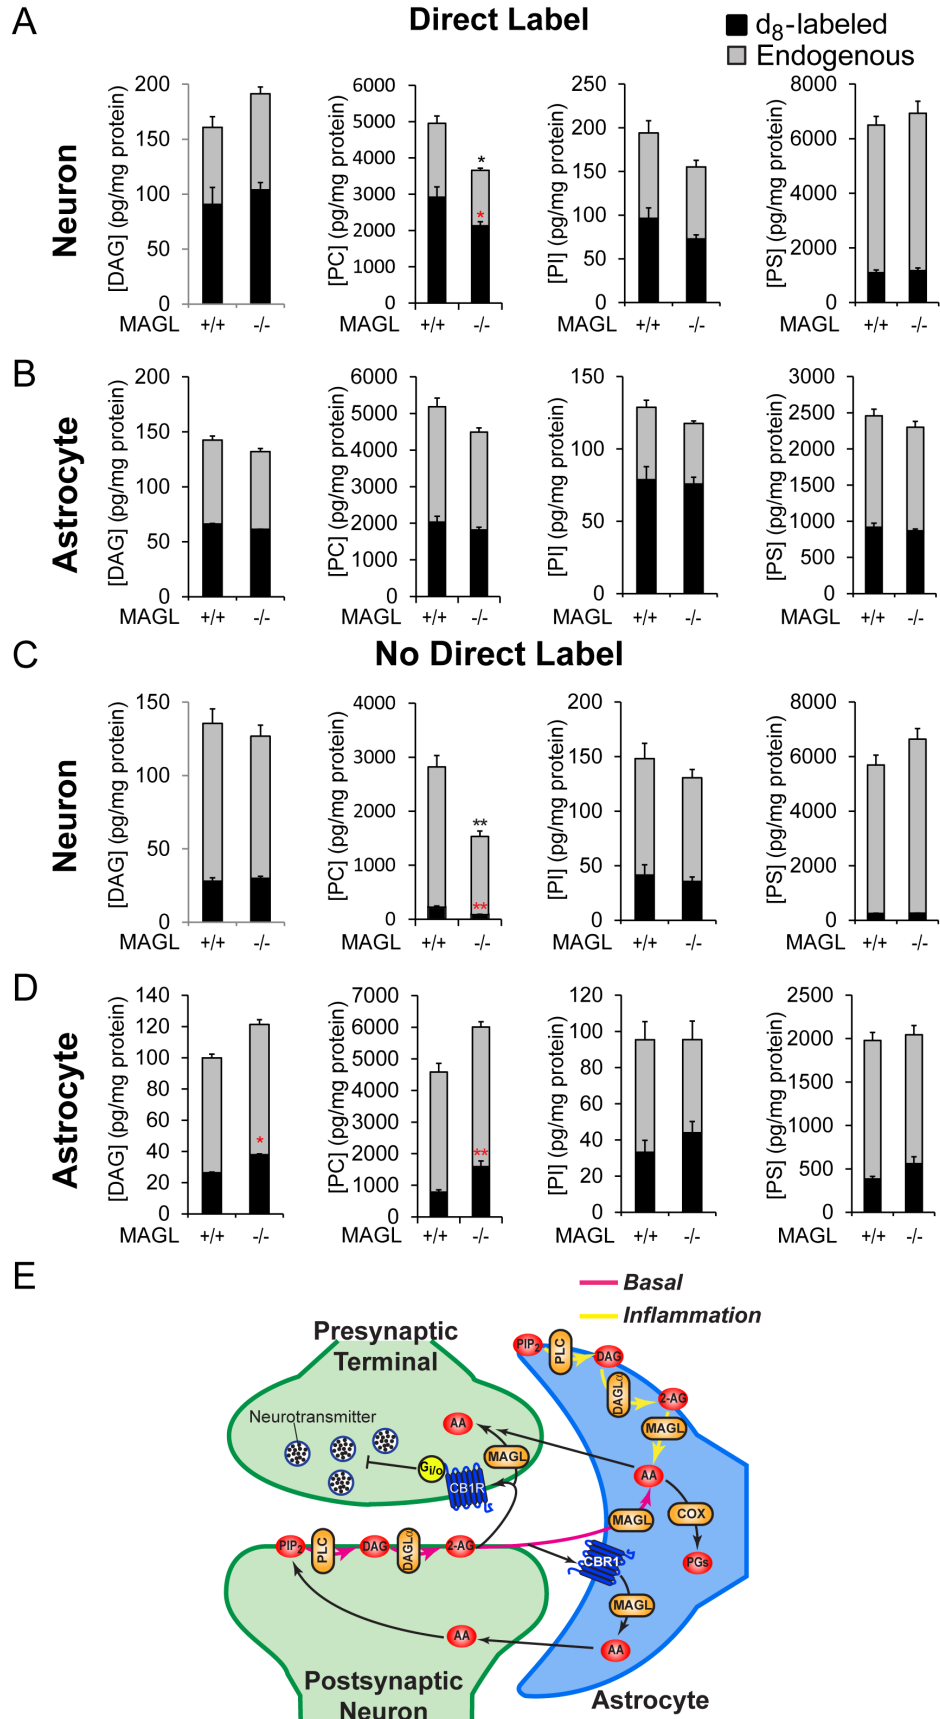 A
Direct Label
d8-labeled
Endogenous
Neuron
[DAG] (pg/mg protein)
200
150
100
50
0
MAGL +/+ -/-
[PC] (pg/mg protein)
6000
5000
4000
3000
2000
1000
0
*
*
MAGL +/+ -/-
[PI] (pg/mg protein)
250
200
150
100
50
0
MAGL +/+ -/-
[PS] (pg/mg protein)
8000
6000
4000
2000
0
MAGL +/+ -/-
B
Astrocyte
[DAG] (pg/mg protein)
200
150
100
50
0
MAGL +/+ -/-
[PC] (pg/mg protein)
6000
5000
4000
3000
2000
1000
0
MAGL +/+ -/-
[PI] (pg/mg protein)
150
100
50
0
MAGL +/+ -/-
[PS] (pg/mg protein)
3000
2500
2000
1500
1000
500
0
MAGL +/+ -/-
C
No Direct Label
Neuron
[DAG] (pg/mg protein)
150
100
50
0
MAGL +/+ -/-
[PC] (pg/mg protein)
4000
3000
2000
1000
0
**
**
MAGL +/+ -/-
[PI] (pg/mg protein)
200
150
100
50
0
MAGL +/+ -/-
[PS] (pg/mg protein)
8000
6000
4000
2000
0
MAGL +/+ -/-
D
Astrocyte
[DAG] (pg/mg protein)
140
120
100
80
60
40
20
0
*
MAGL +/+ -/-
[PC] (pg/mg protein)
7000
6000
5000
4000
3000
2000
1000
0
**
MAGL +/+ -/-
[PI] (pg/mg protein)
120
100
80
60
40
20
0
MAGL +/+ -/-
[PS] (pg/mg protein)
2500
2000
1500
1000
500
0
MAGL +/+ -/-
E
Basal
Inflammation
Presynaptic
Terminal
Neurotransmitter
AA
MAGL
Gi/o
CB1R
PIP2
PLC
DAG
DAGLα
2-AG
MAGL
AA
COX
MAGL
PGs
PIP2
PLC
DAG
DAGLα
2-AG
CBR1
MAGL
AA
AA
Postsynaptic
Neuron
Astrocyte